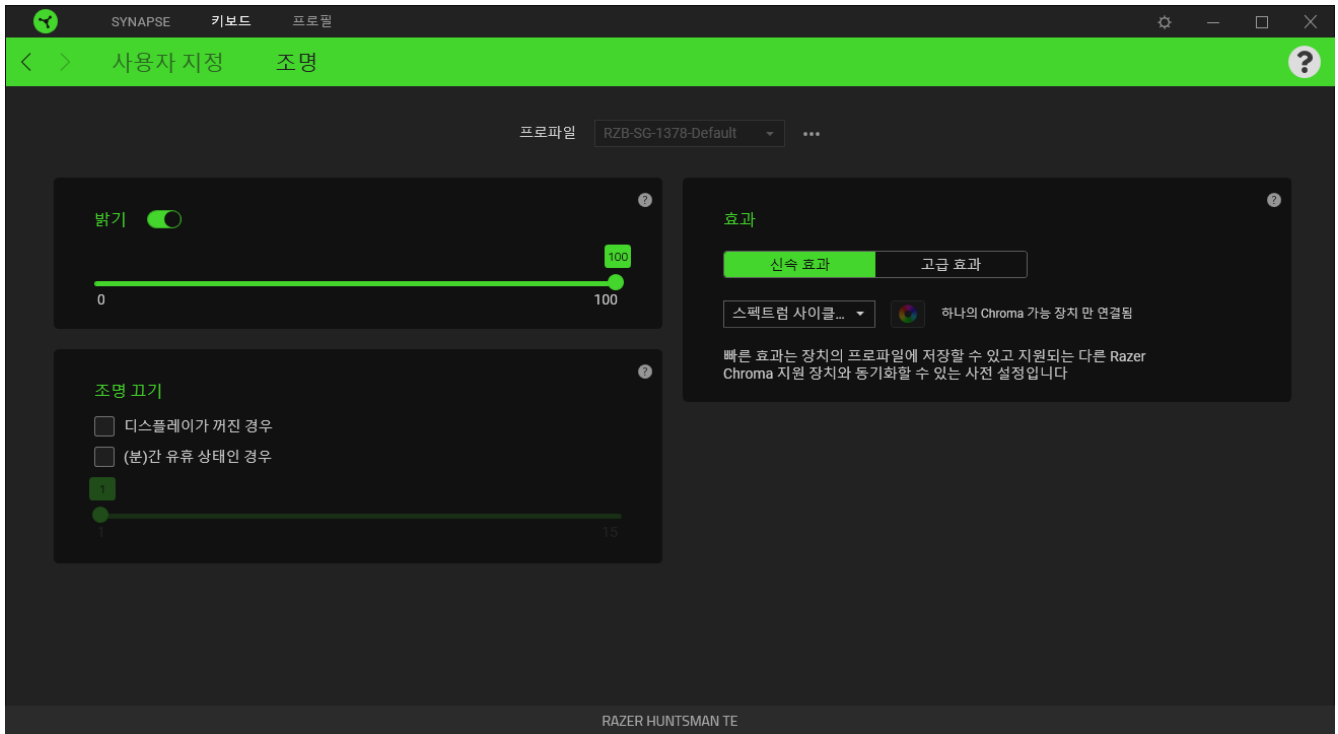 SYNAPSE 키보드 프로필
사용자 지정 조명
?
프로파일 RZB-SG-1378-Default
?
밝기
100
0 100
?
조명 끄기
디스플레이가 꺼진 경우
(분)간 유휴 상태인 경우
1
1 15
?
효과
신속 효과 고급 효과
스펙트럼 사이클... 하나의 Chroma 가능 장치 만 연결됨
빠른 효과는 장치의 프로파일에 저장할 수 있고 지원되는 다른 Razer
Chroma 지원 장치와 동기화할 수 있는 사전 설정입니다
RAZER HUNTSMAN TE